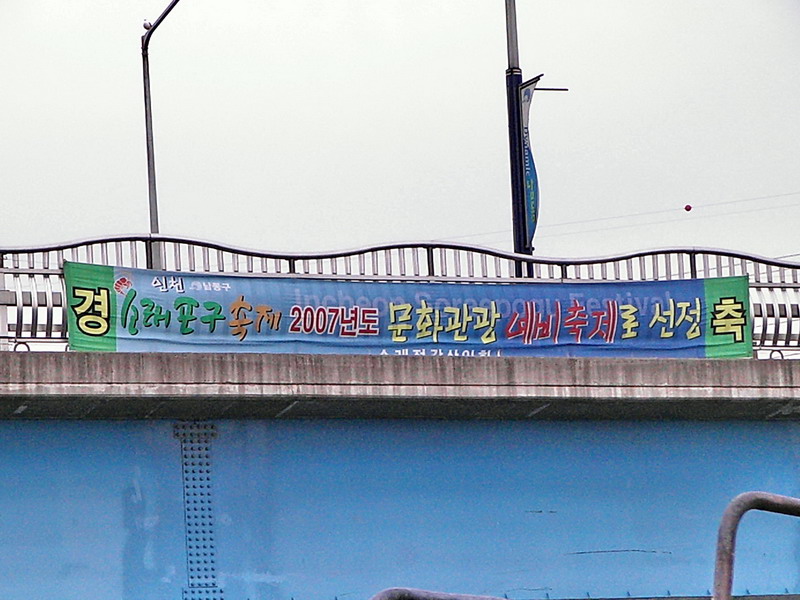 경 인천 남동구 축
Incheon Soraepogu Festival
소래포구축제 2007년도 문화관광 예비축제로 선정
Dynamic